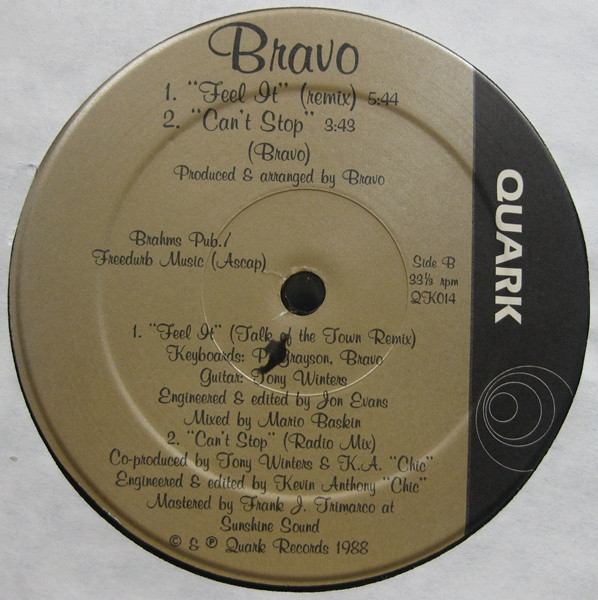 Bravo
1. "Feel It" (remix) 5:44
2. "Can't Stop" 3:43
(Bravo)
Produced & arranged by Bravo
Brahms Pub./
Freedurb Music (Ascap)
Side B
33⅓ rpm
QK014
QUARK
1. "Feel It" (Talk of the Town Remix)
Keyboards: P. Grayson, Bravo
Guitar: Tony Winters
Engineered & edited by Jon Evans
Mixed by Mario Baskin
2. "Can't Stop" (Radio Mix)
Co-produced by Tony Winters & K.A. "Chic"
Engineered & edited by Kevin Anthony "Chic"
Mastered by Frank J. Trimarco at
Sunshine Sound
© & ℗ Quark Records 1988